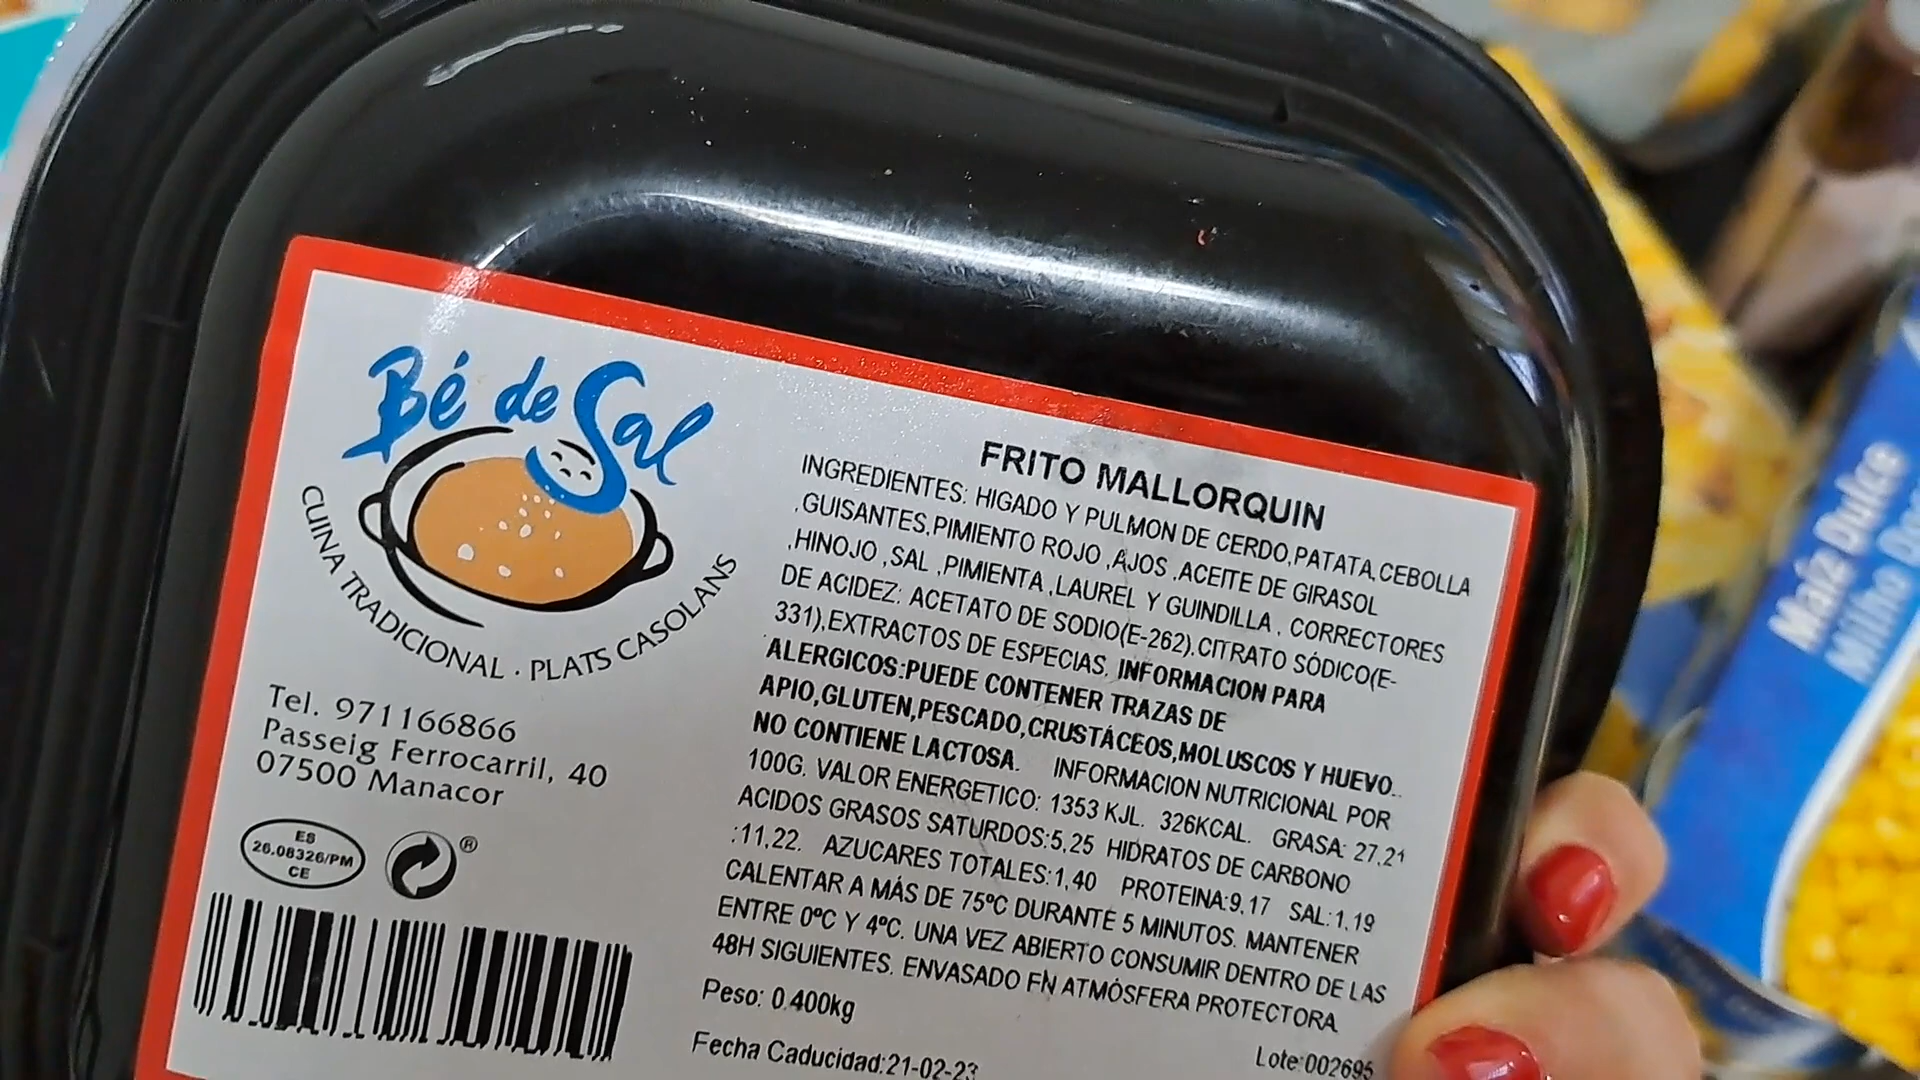 Bé de Sal
CUINA TRADICIONAL . PLATS CASOLANS
Tel. 971166866
Passeig Ferrocarril, 40
07500 Manacor
ES
26.08326/PM
CE
®
FRITO MALLORQUIN
INGREDIENTES: HIGADO Y PULMON DE CERDO,PATATA,CEBOLLA
,GUISANTES,PIMIENTO ROJO ,AJOS ,ACEITE DE GIRASOL
,HINOJO ,SAL ,PIMIENTA ,LAUREL Y GUINDILLA , CORRECTORES
DE ACIDEZ: ACETATO DE SODIO(E-262),CITRATO SÓDICO(E-
331),EXTRACTOS DE ESPECIAS, INFORMACION PARA
ALERGICOS:PUEDE CONTENER TRAZAS DE
APIO,GLUTEN,PESCADO,CRUSTÁCEOS,MOLUSCOS Y HUEVO..
NO CONTIENE LACTOSA. INFORMACION NUTRICIONAL POR
100G. VALOR ENERGETICO: 1353 KJL. 326KCAL. GRASA: 27,21
ACIDOS GRASOS SATURDOS:5,25 HIDRATOS DE CARBONO
:11,22. AZUCARES TOTALES:1,40 PROTEINA:9,17 SAL:1,19
CALENTAR A MÁS DE 75ºC DURANTE 5 MINUTOS. MANTENER
ENTRE 0ºC Y 4ºC. UNA VEZ ABIERTO CONSUMIR DENTRO DE LAS
48H SIGUIENTES. ENVASADO EN ATMÓSFERA PROTECTORA
Peso: 0.400kg
Fecha Caducidad:21-02-23
Lote:002695
Maíz Dulce
Milho